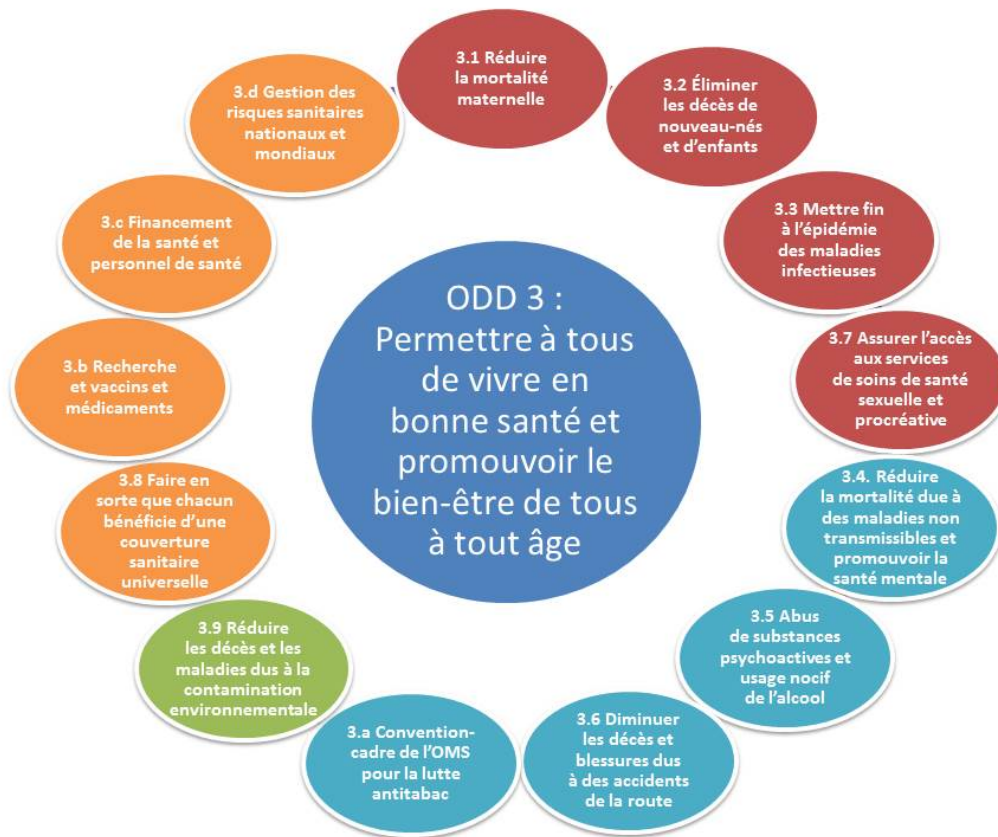 3.1 Réduire
la mortalité
maternelle
3.2 Éliminer
les décès de
nouveau-nés
et d'enfants
3.3 Mettre fin
à l'épidémie
des maladies
infectieuses
3.7 Assurer l'accès
aux services
de soins de santé
sexuelle et
procréative
3.4. Réduire
la mortalité due à
des maladies non
transmissibles et
promouvoir la
santé mentale
3.5 Abus
de substances
psychoactives et
usage nocif
de l'alcool
3.6 Diminuer
les décès et
blessures dus
à des accidents
de la route
3.a Convention-
cadre de l'OMS
pour la lutte
antitabac
3.9 Réduire
les décès et les
maladies dus à la
contamination
environnementale
3.8 Faire en
sorte que chacun
bénéficie d'une
couverture
sanitaire
universelle
3.b Recherche
et vaccins et
médicaments
3.c Financement
de la santé et
personnel de santé
3.d Gestion des
risques sanitaires
nationaux et
mondiaux
ODD 3 :
Permettre à tous
de vivre en
bonne santé et
promouvoir le
bien-être de tous
à tout âge